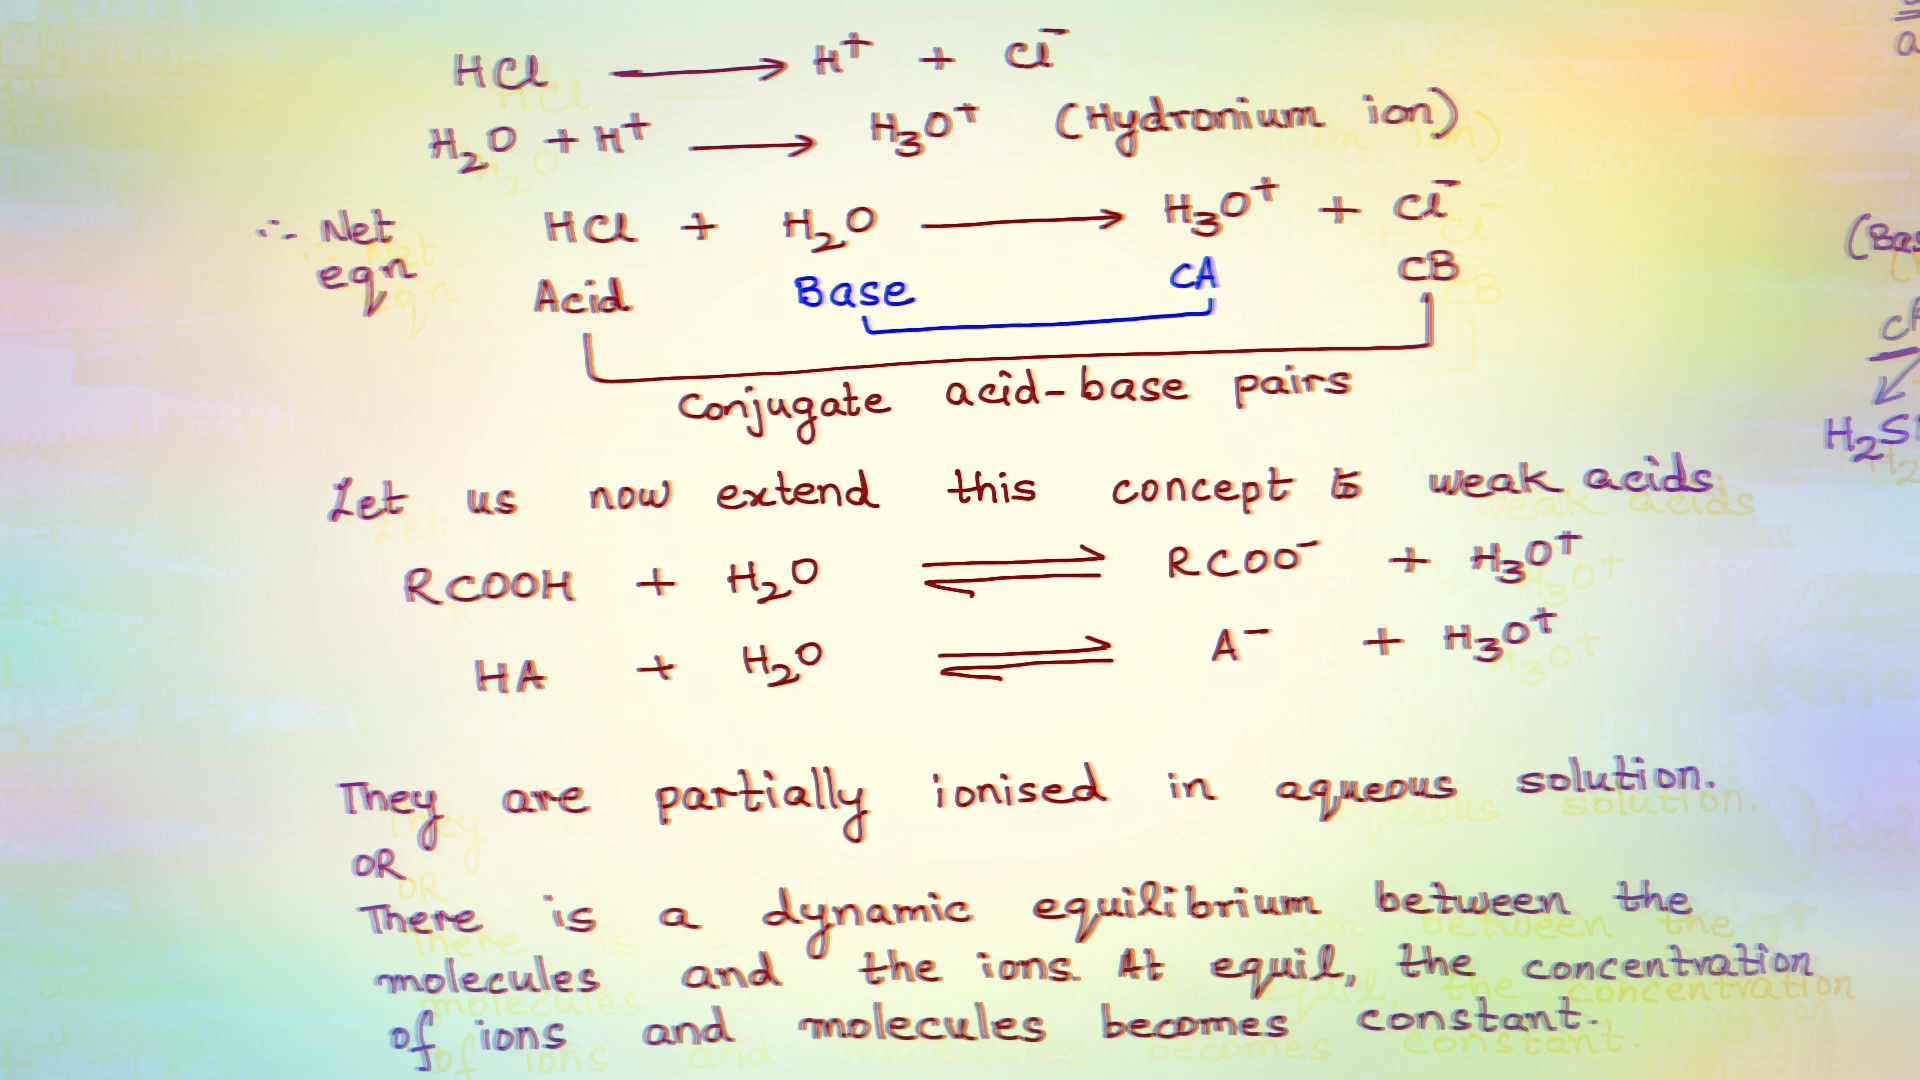 HCl ⟶ H⁺ + Cl⁻
H₂O + H⁺ ⟶ H₃O⁺ (Hydronium ion)
∴ Net eqn HCl + H₂O ⟶ H₃O⁺ + Cl⁻
Acid Base CA CB
Conjugate acid-base pairs
Let us now extend this concept to weak acids
RCOOH + H₂O ⇌ RCOO⁻ + H₃O⁺
HA + H₂O ⇌ A⁻ + H₃O⁺
They are partially ionised in aqueous solution.
OR
There is a dynamic equilibrium between the
molecules and the ions. At equil, the concentration
of ions and molecules becomes constant.